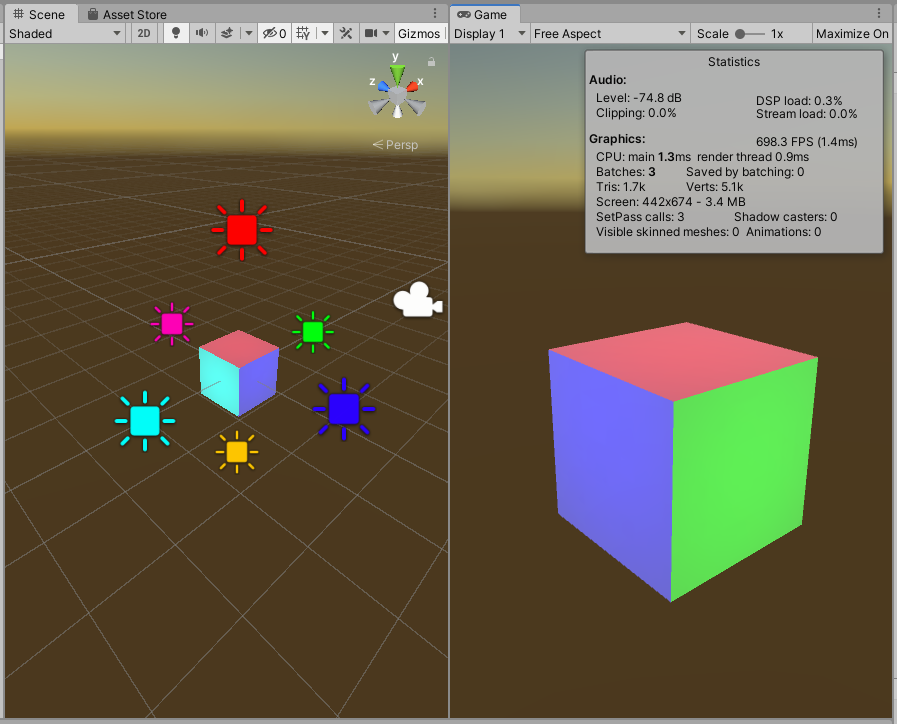 Scene
Asset Store
Game
Shaded
2D
0
Gizmos
Display 1
Free Aspect
Scale
1x
Maximize On
y
z
x
Persp
Statistics
Audio:
Level: -74.8 dB
DSP load: 0.3%
Clipping: 0.0%
Stream load: 0.0%
Graphics:
698.3 FPS (1.4ms)
CPU: main 1.3ms render thread 0.9ms
Batches: 3 Saved by batching: 0
Tris: 1.7k Verts: 5.1k
Screen: 442x674 - 3.4 MB
SetPass calls: 3 Shadow casters: 0
Visible skinned meshes: 0 Animations: 0